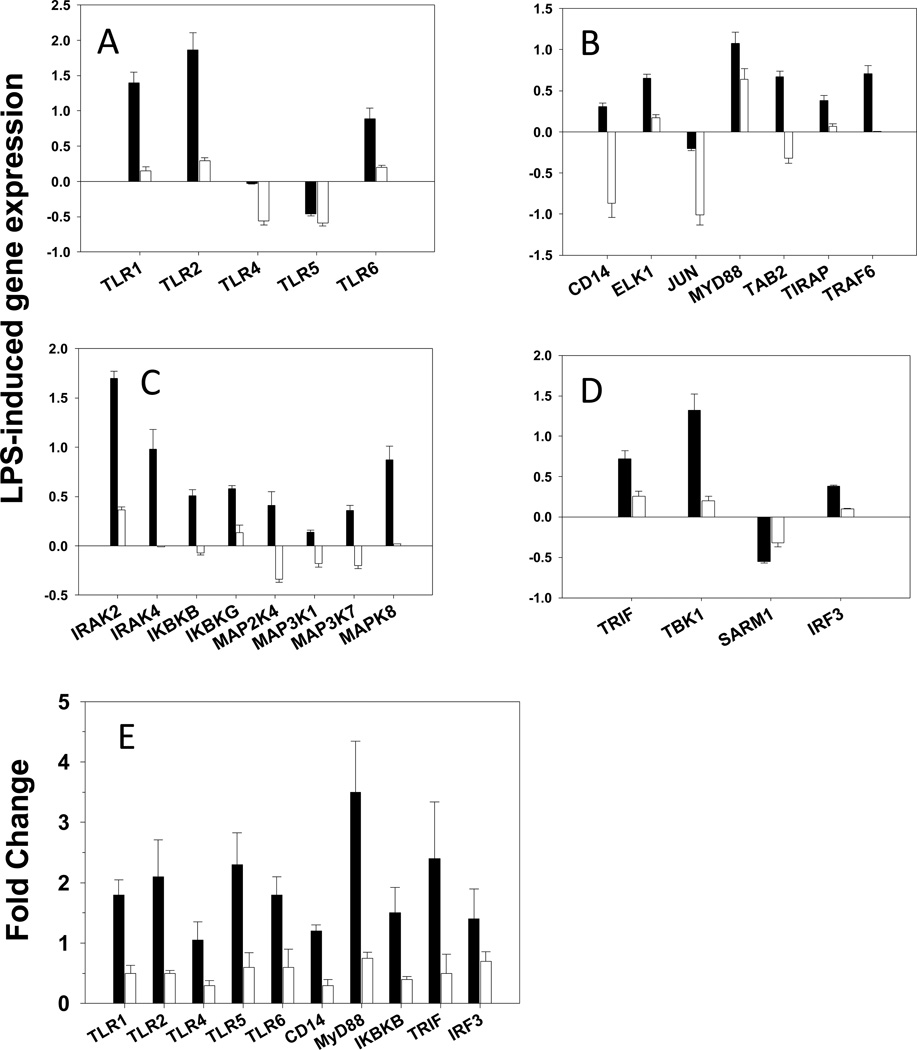 LPS-induced gene expression
A
2.5
2.0
1.5
1.0
0.5
0.0
-0.5
-1.0
TLR1 TLR2 TLR4 TLR5 TLR6
B
1.5
1.0
0.5
0.0
-0.5
-1.0
-1.5
CD14 ELK1 JUN MYD88 TAB2 TIRAP TRAF6
C
2.0
1.5
1.0
0.5
0.0
-0.5
IRAK2 IRAK4 IKBKB IKBKG MAP2K4 MAP3K1 MAP3K7 MAPK8
D
2.0
1.5
1.0
0.5
0.0
-0.5
-1.0
TRIF TBK1 SARM1 IRF3
Fold Change
E
5
4
3
2
1
0
TLR1 TLR2 TLR4 TLR5 TLR6 CD14 MyD88 IKBKB TRIF IRF3